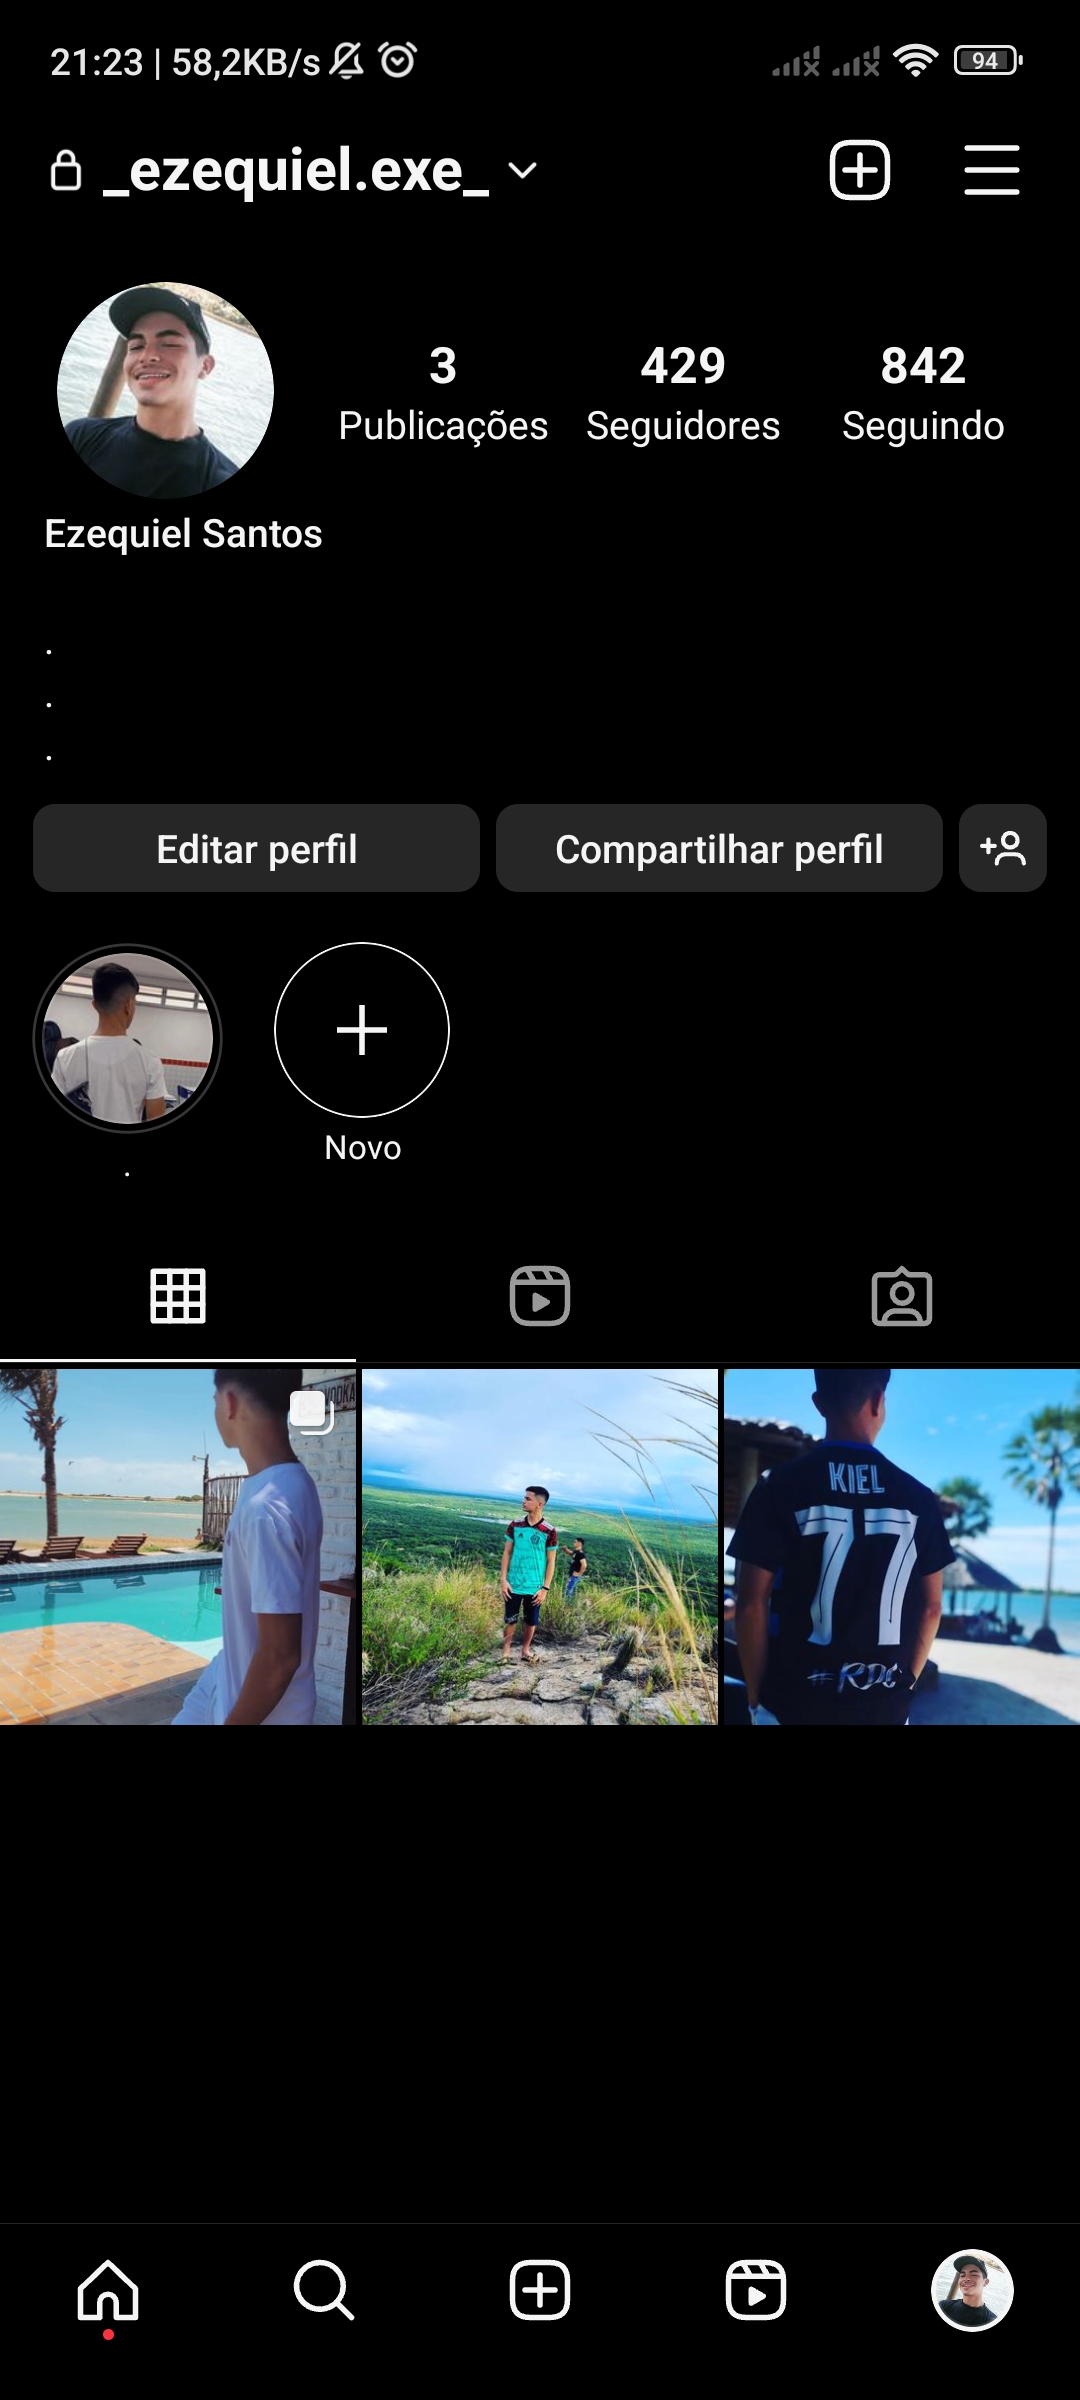 21:23 | 58,2KB/s
94
_ezequiel.exe_
3
429
842
Publicações
Seguidores
Seguindo
Ezequiel Santos
.
.
.
Editar perfil
Compartilhar perfil
.
Novo
VODKA
KIEL
77
#RDC